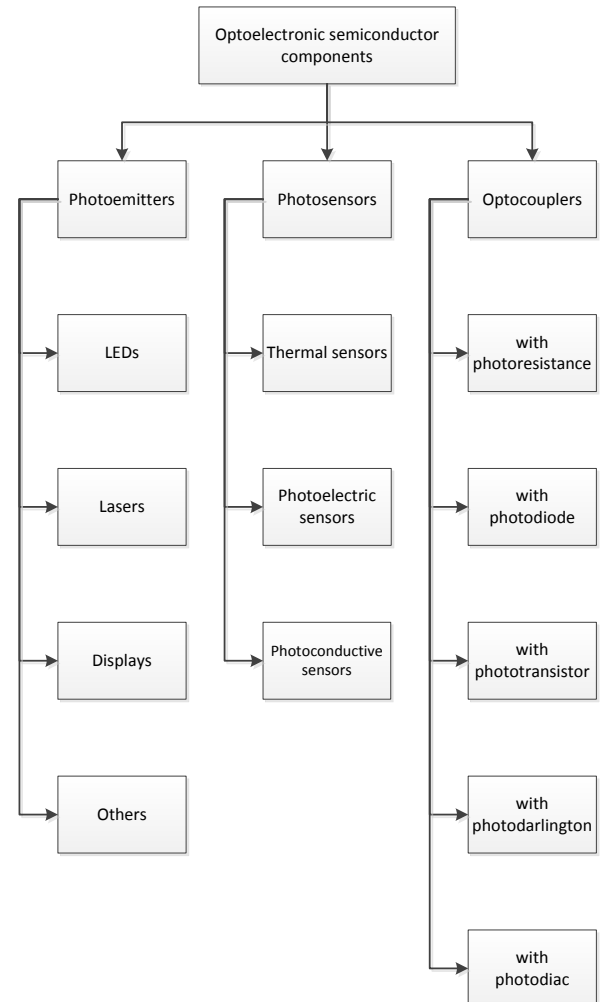 Optoelectronic semiconductor
components
Photoemitters
Photosensors
Optocouplers
LEDs
Thermal sensors
with
photoresistance
Lasers
Photoelectric
sensors
with
photodiode
Displays
Photoconductive
sensors
with
phototransistor
Others
with
photodarlington
with
photodiac